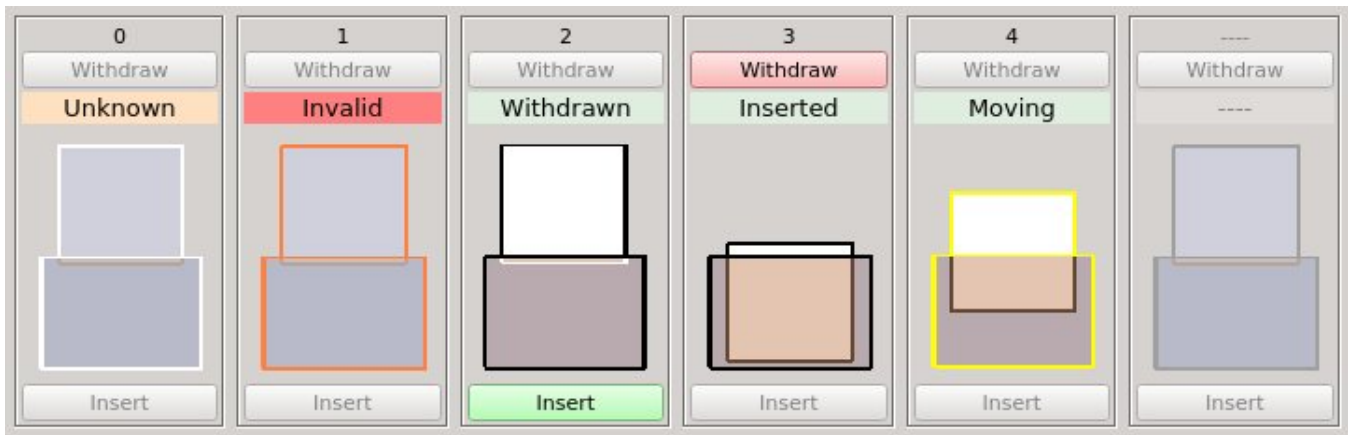 0
Withdraw
Unknown
Insert
1
Withdraw
Invalid
Insert
2
Withdraw
Withdrawn
Insert
3
Withdraw
Inserted
Insert
4
Withdraw
Moving
Insert
----
Withdraw
----
Insert